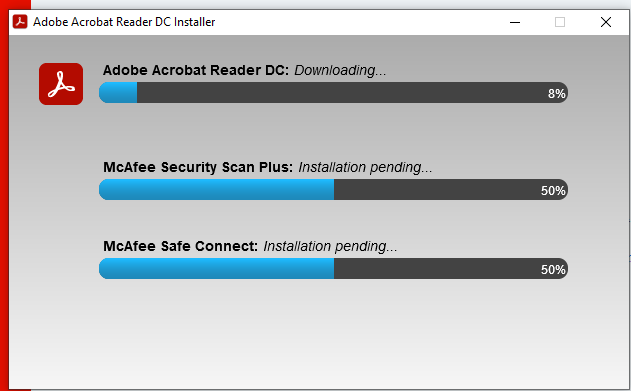 Adobe Acrobat Reader DC Installer
Adobe Acrobat Reader DC: Downloading...
8%
McAfee Security Scan Plus: Installation pending...
50%
McAfee Safe Connect: Installation pending...
50%